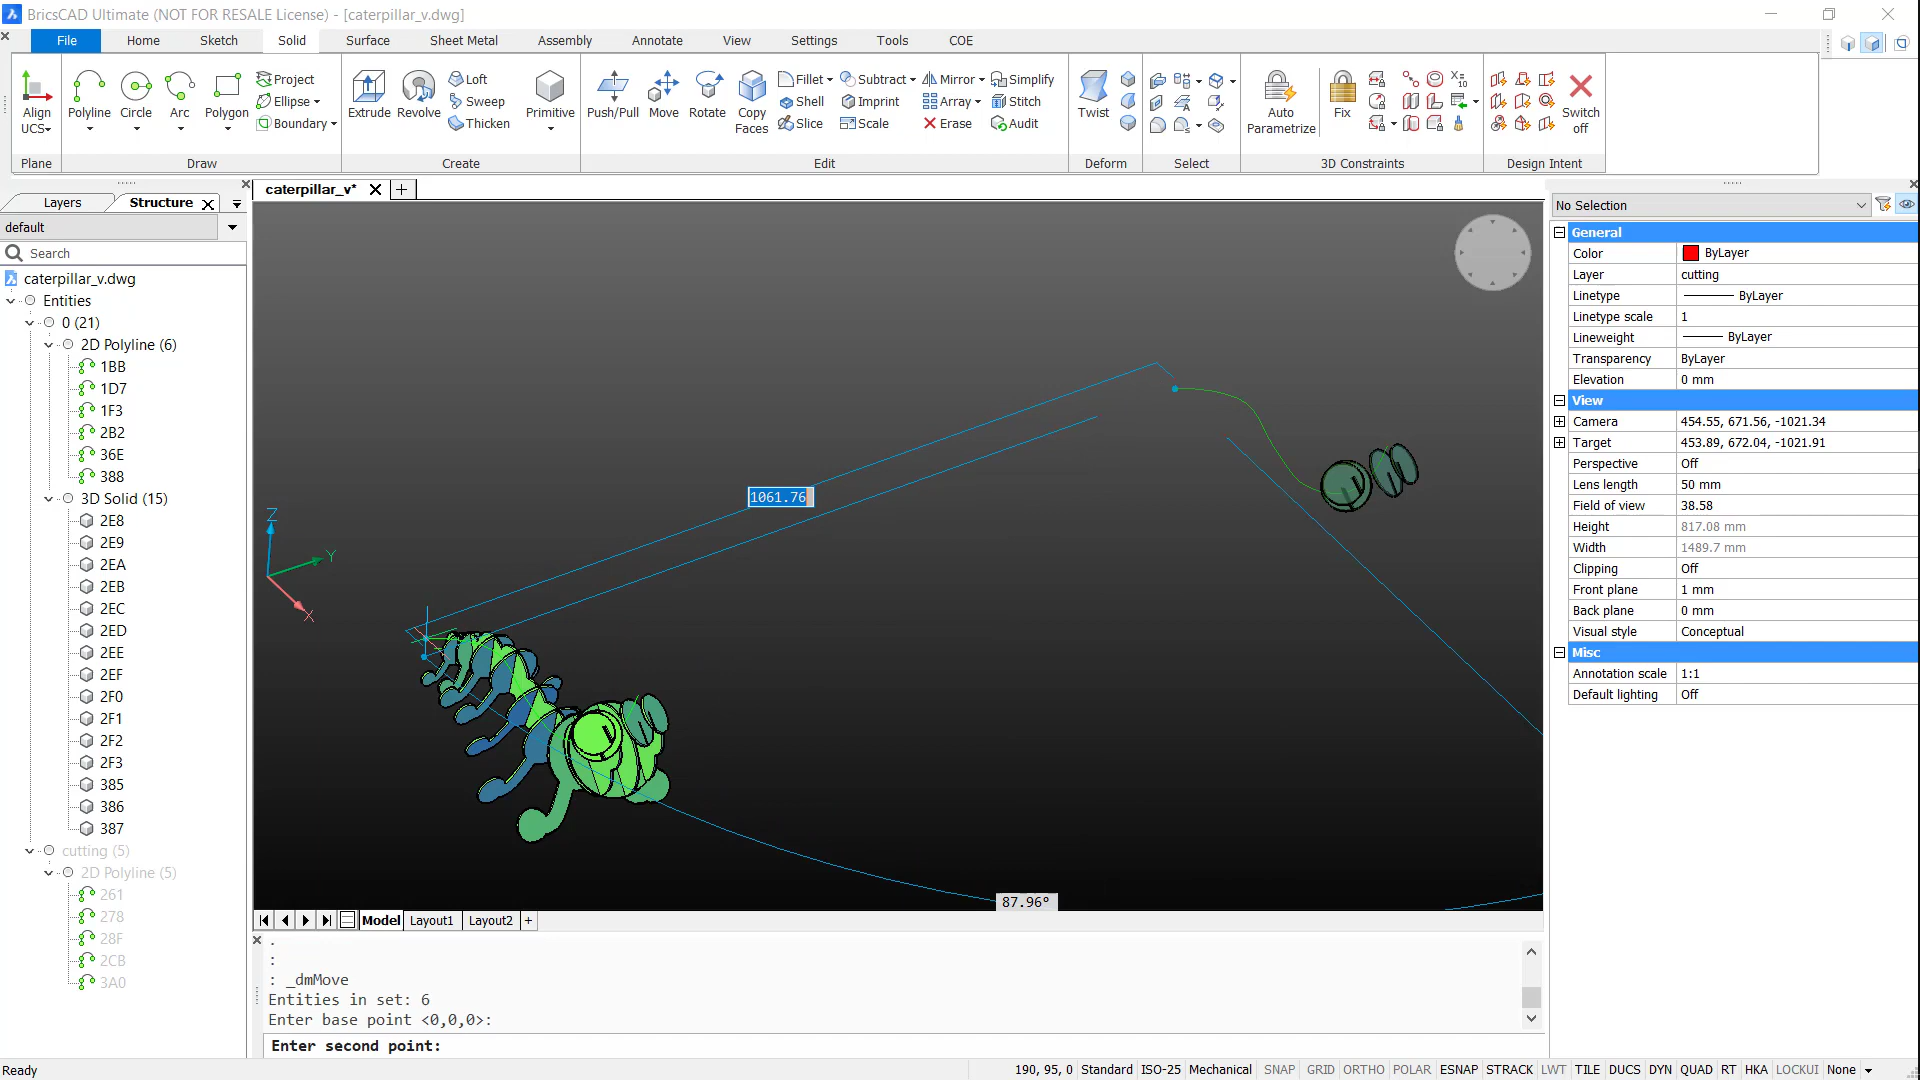 BricsCAD Ultimate (NOT FOR RESALE License) - [caterpillar_v.dwg]
File Home Sketch Solid Surface Sheet Metal Assembly Annotate View Settings Tools COE
Align UCS
Polyline
Circle
Arc
Polygon
Project
Ellipse
Boundary
Extrude
Revolve
Loft
Sweep
Thicken
Primitive
Push/Pull
Move
Rotate
Copy Faces
Fillet
Shell
Slice
Subtract
Imprint
Scale
Mirror
Array
Erase
Simplify
Stitch
Audit
Twist
Auto Parametrize
Fix
Switch off
Plane Draw Create Edit Deform Select 3D Constraints Design Intent
Layers Structure
caterpillar_v*
default
Search
caterpillar_v.dwg
Entities
0 (21)
2D Polyline (6)
1BB
1D7
1F3
2B2
36E
388
3D Solid (15)
2E8
2E9
2EA
2EB
2EC
2ED
2EE
2EF
2F0
2F1
2F2
2F3
385
386
387
cutting (5)
2D Polyline (5)
261
278
28F
2CB
3A0
1061.76
Z
Y
X
87.96°
Model Layout1 Layout2 +
:
:
: _dmMove
Entities in set: 6
Enter base point <0,0,0>:
Enter second point:
No Selection
General
Color ByLayer
Layer cutting
Linetype ByLayer
Linetype scale 1
Lineweight ByLayer
Transparency ByLayer
Elevation 0 mm
View
Camera 454.55, 671.56, -1021.34
Target 453.89, 672.04, -1021.91
Perspective Off
Lens length 50 mm
Field of view 38.58
Height 817.08 mm
Width 1489.7 mm
Clipping Off
Front plane 1 mm
Back plane 0 mm
Visual style Conceptual
Misc
Annotation scale 1:1
Default lighting Off
Ready
190, 95, 0 Standard ISO-25 Mechanical SNAP GRID ORTHO POLAR ESNAP STRACK LWT TILE DUCS DYN QUAD RT HKA LOCKUI None